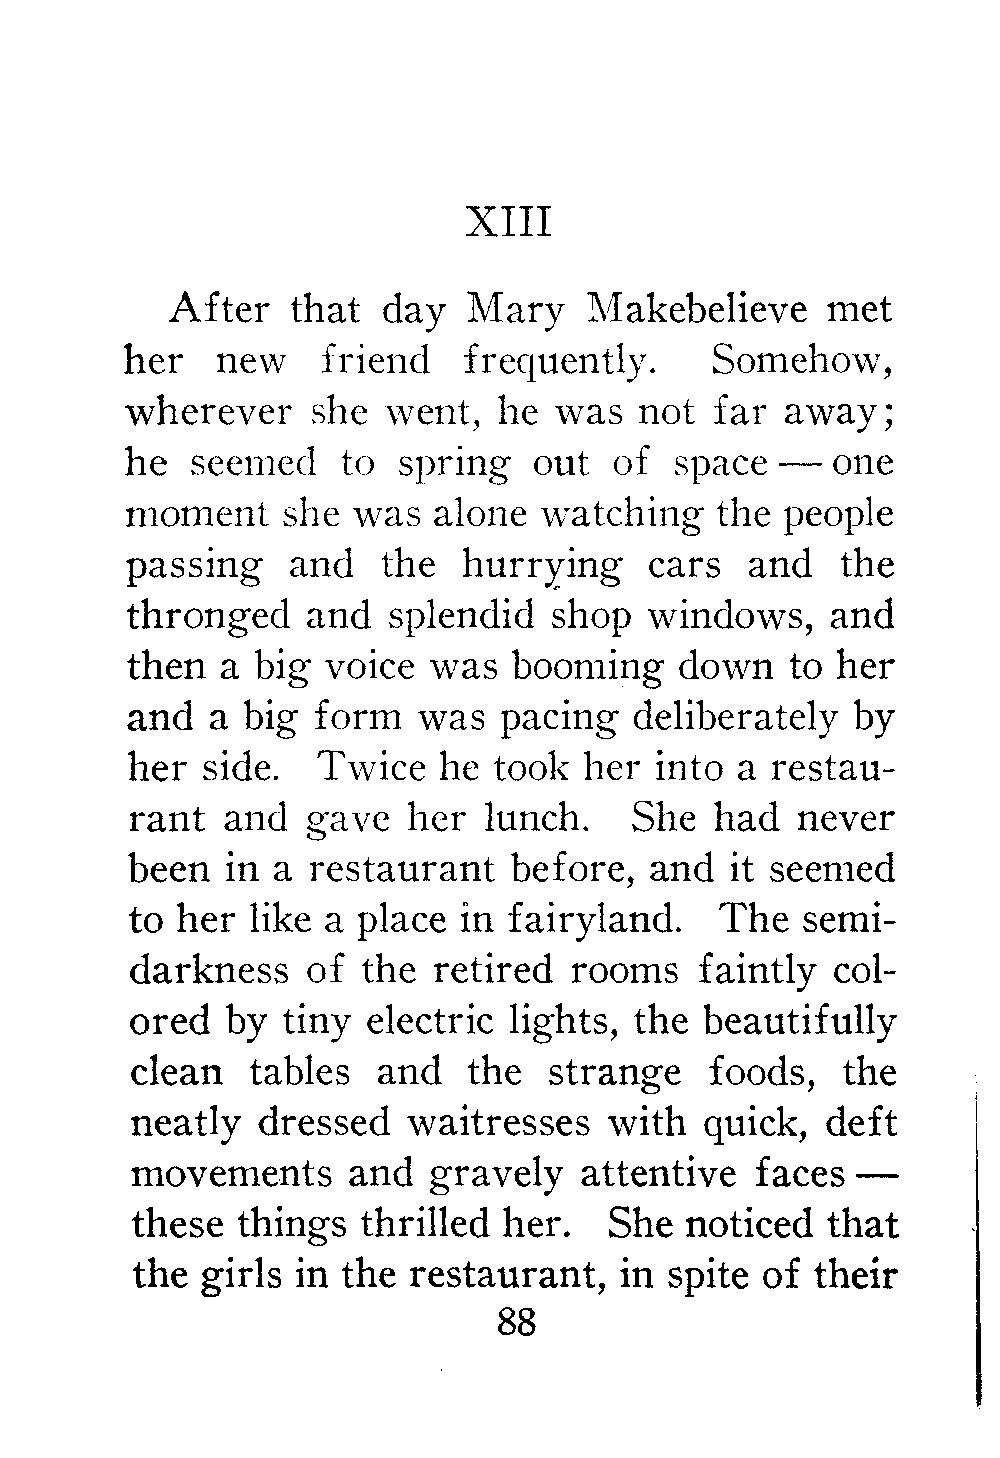 XIII
After that day Mary Makebelieve met
her new friend frequently. Somehow,
wherever she went, he was not far away;
he seemed to spring out of space — one
moment she was alone watching the people
passing and the hurrying cars and the
thronged and splendid shop windows, and
then a big voice was booming down to her
and a big form was pacing deliberately by
her side. Twice he took her into a restau-
rant and gave her lunch. She had never
been in a restaurant before, and it seemed
to her like a place in fairyland. The semi-
darkness of the retired rooms faintly col-
ored by tiny electric lights, the beautifully
clean tables and the strange foods, the
neatly dressed waitresses with quick, deft
movements and gravely attentive faces —
these things thrilled her. She noticed that
the girls in the restaurant, in spite of their
88